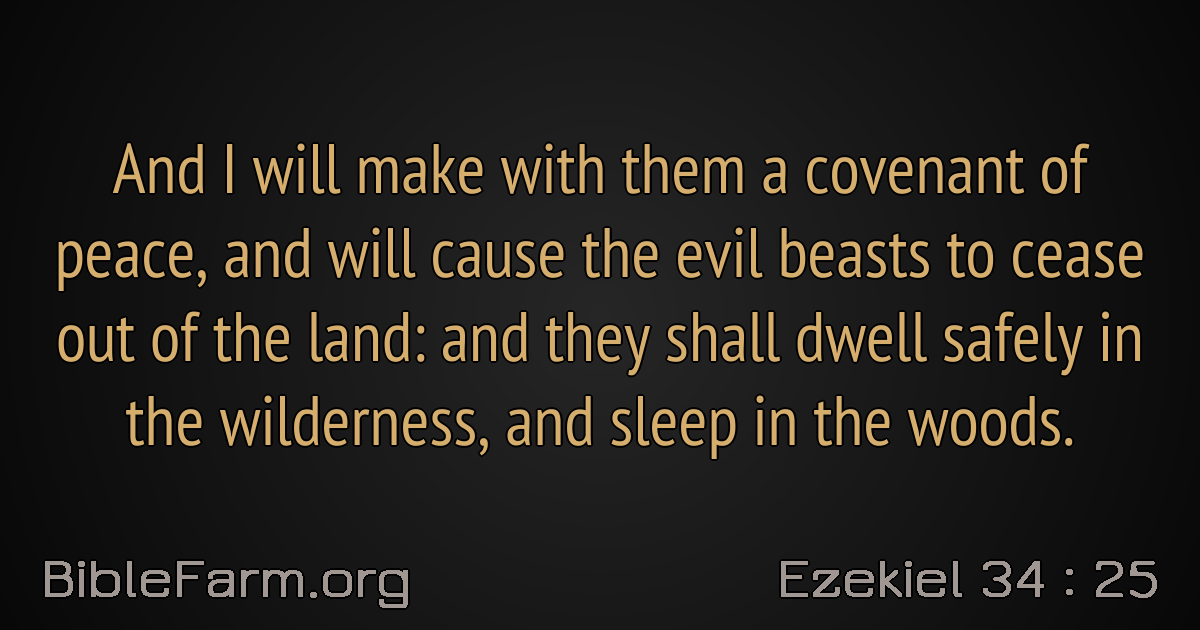 And I will make with them a covenant of
peace, and will cause the evil beasts to cease
out of the land: and they shall dwell safely in
the wilderness, and sleep in the woods.
BibleFarm.org
Ezekiel 34 : 25